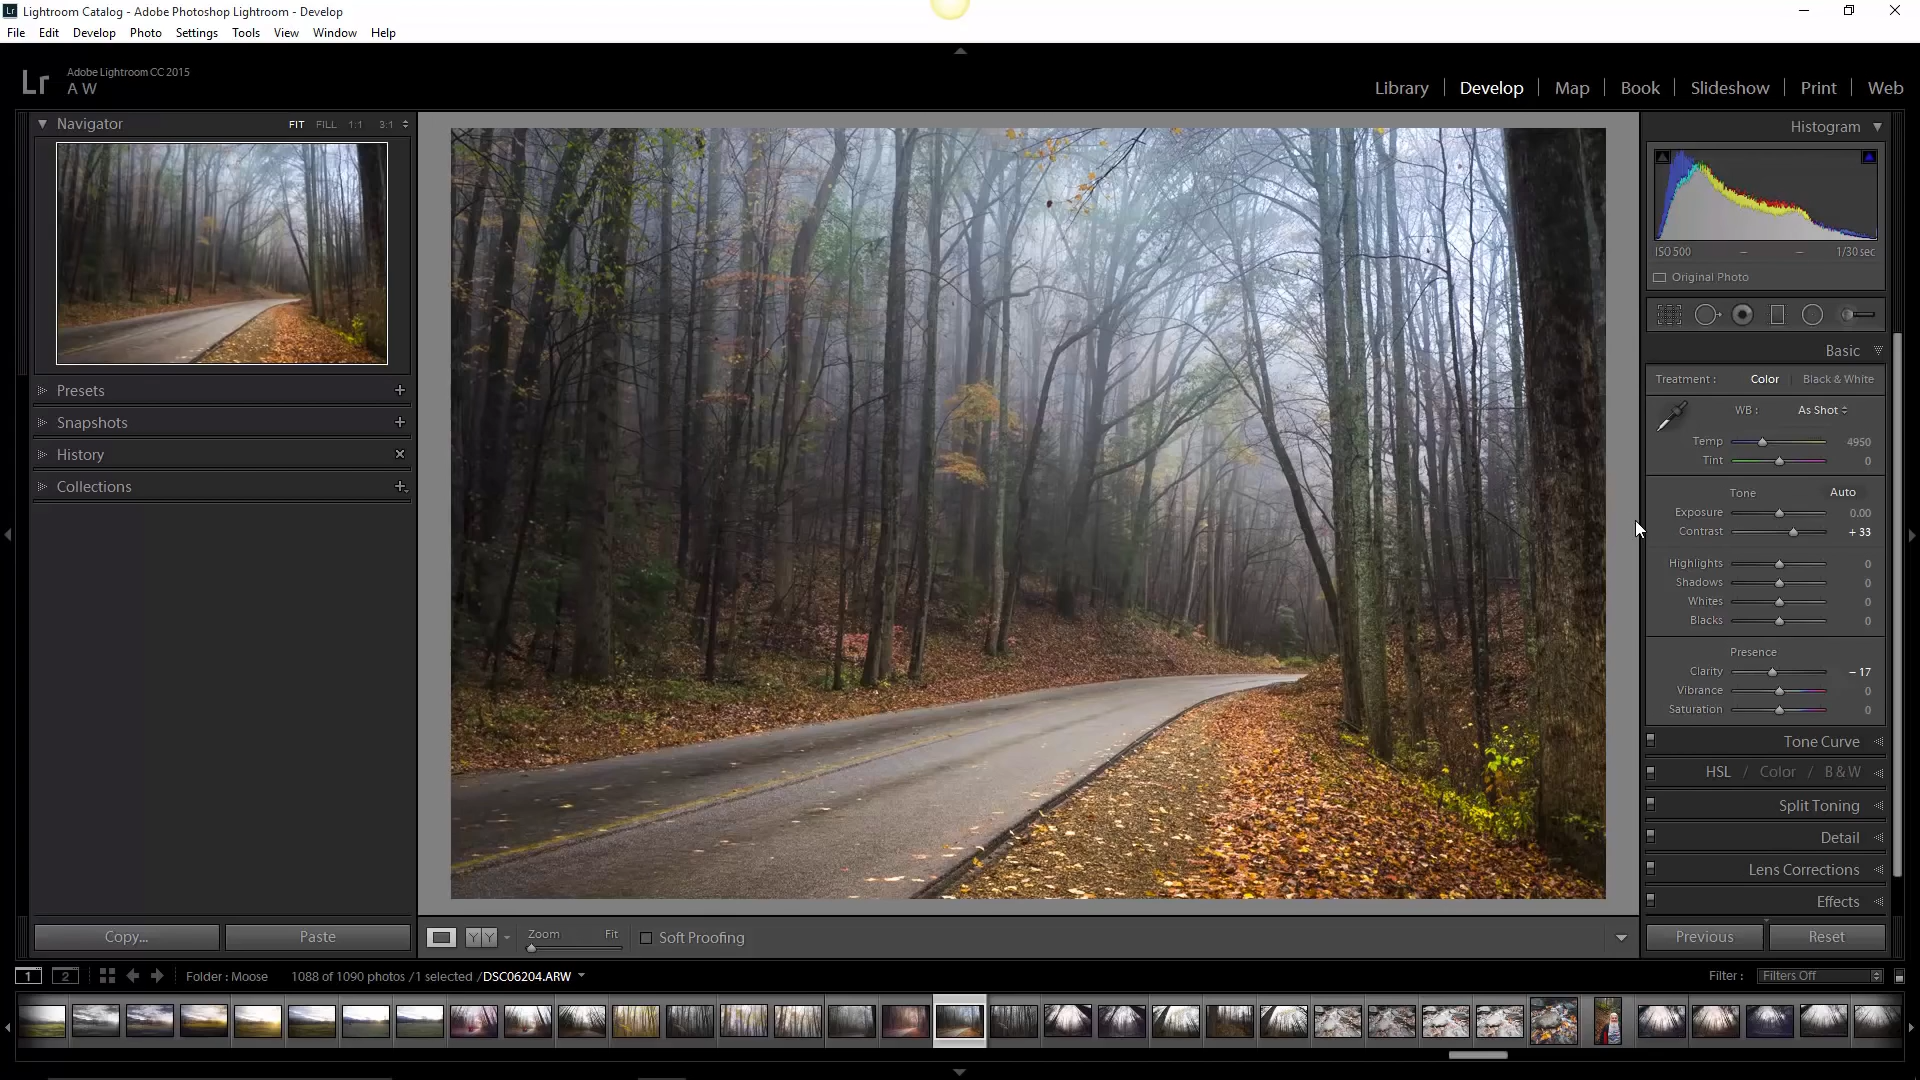 Lr Lightroom Catalog - Adobe Photoshop Lightroom - Develop
File Edit Develop Photo Settings Tools View Window Help
Lr Adobe Lightroom CC 2015
A W
Library Develop Map Book Slideshow Print Web
Navigator FIT FILL 1:1 3:1
Presets
Snapshots
History
Collections
Histogram
ISO 500 – – 1/30 sec
Original Photo
Basic
Treatment : Color Black & White
WB : As Shot
Temp 4950
Tint 0
Tone Auto
Exposure 0.00
Contrast + 33
Highlights 0
Shadows 0
Whites 0
Blacks 0
Presence
Clarity – 17
Vibrance 0
Saturation 0
Tone Curve
HSL / Color / B & W
Split Toning
Detail
Lens Corrections
Effects
Copy... Paste
YY Zoom Fit Soft Proofing
Previous Reset
1 2 Folder : Moose 1088 of 1090 photos /1 selected /DSC06204.ARW
Filter : Filters Off